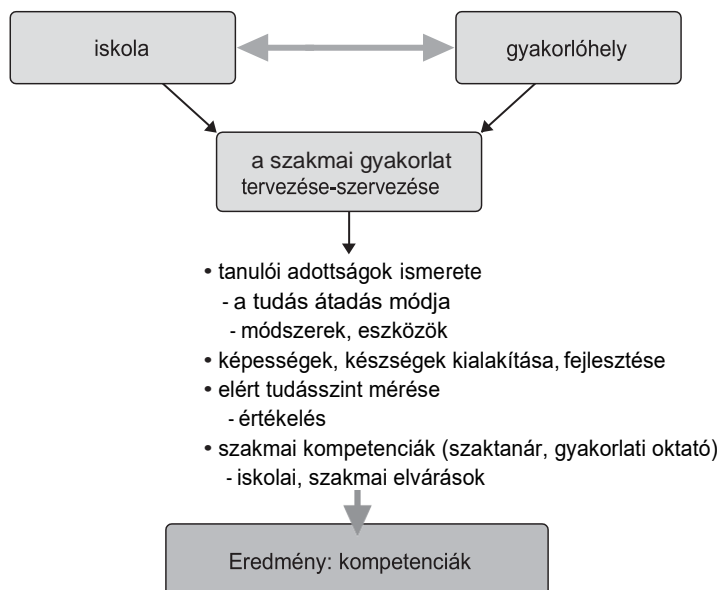 iskola
gyakorlóhely
a szakmai gyakorlat
tervezése-szervezése
• tanulói adottságok ismerete
- a tudás átadás módja
- módszerek, eszközök
• képességek, készségek kialakítása, fejlesztése
• elért tudásszint mérése
- értékelés
• szakmai kompetenciák (szaktanár, gyakorlati oktató)
- iskolai, szakmai elvárások
Eredmény: kompetenciák